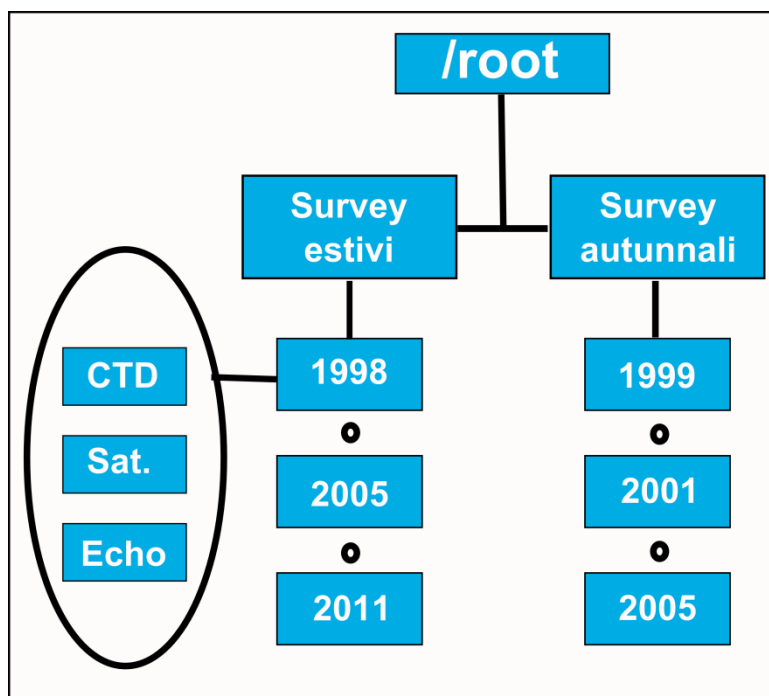 /root
Survey
estivi
Survey
autunnali
CTD
Sat.
Echo
1998
2005
2011
1999
2001
2005